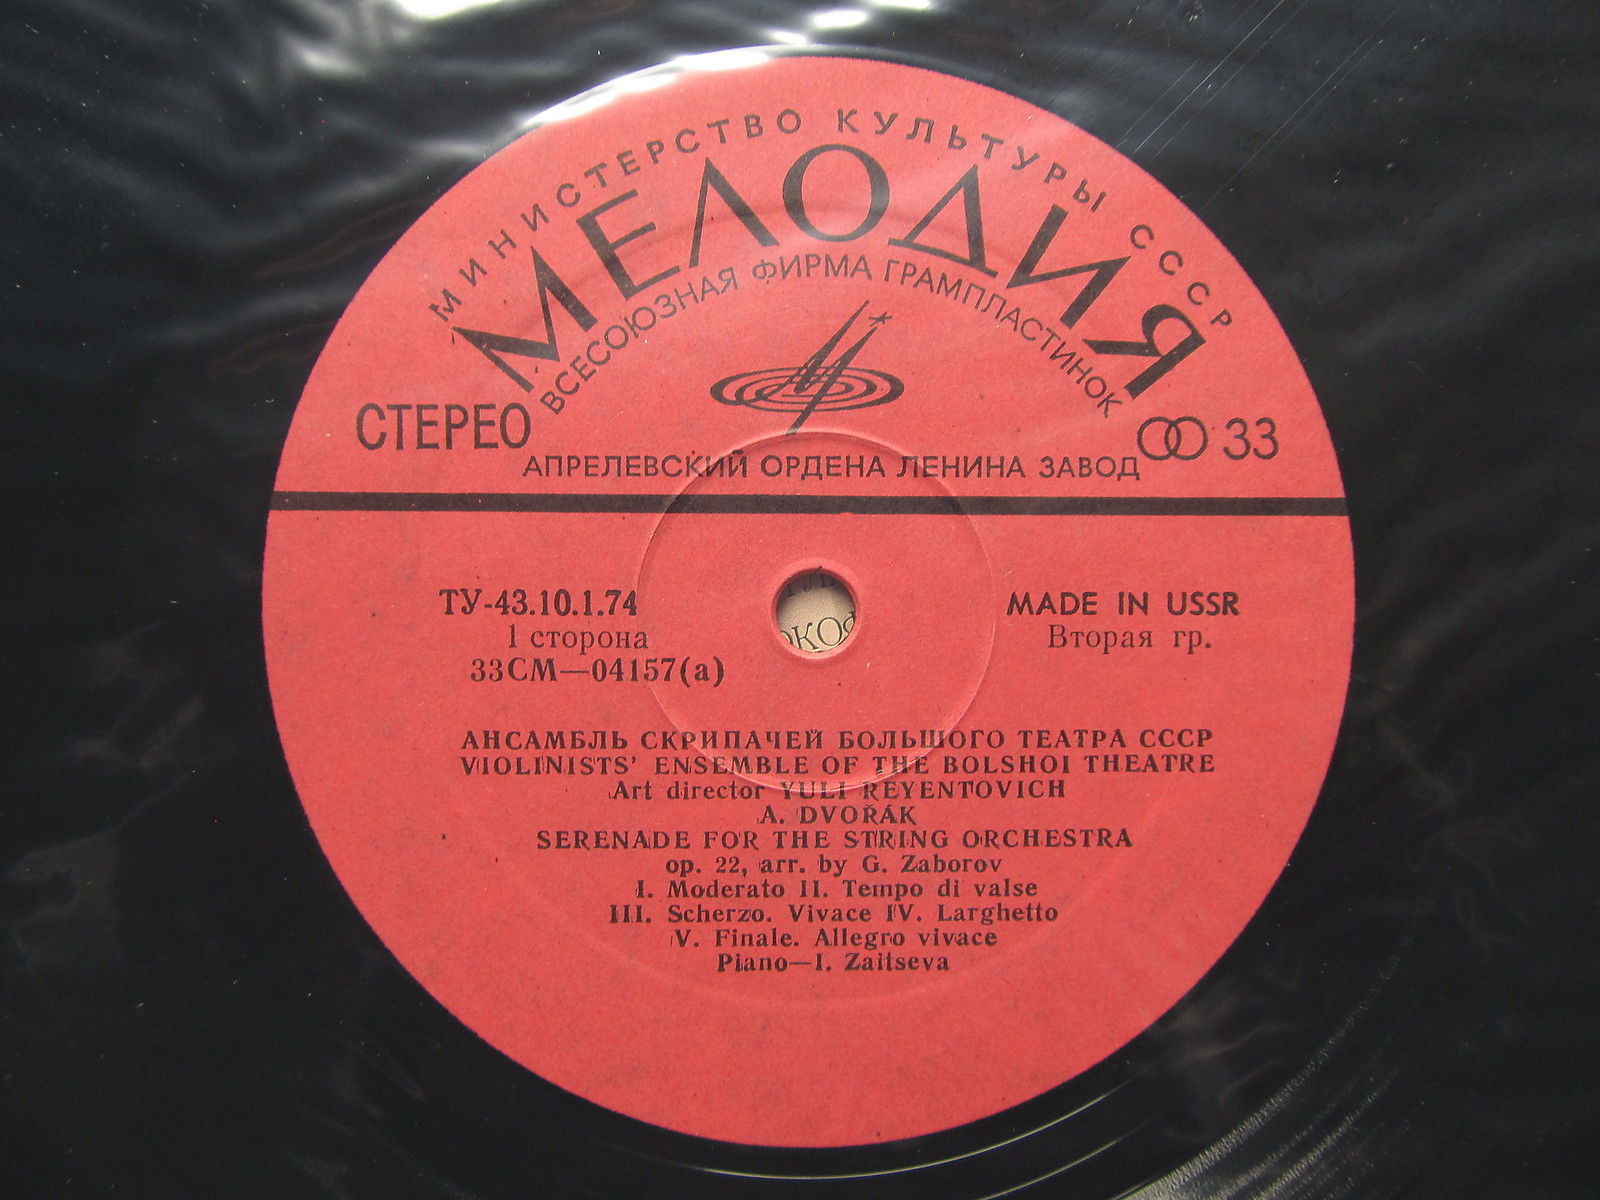 МИНИСТЕРСТВО КУЛЬТУРЫ СССР
МЕЛОДИЯ
ВСЕСОЮЗНАЯ ФИРМА ГРАМПЛАСТИНОК
СТЕРЕО
33
АПРЕЛЕВСКИЙ ОРДЕНА ЛЕНИНА ЗАВОД
ТУ-43.10.1.74
1 сторона
33СМ—04157(а)
MADE IN USSR
Вторая гр.
АНСАМБЛЬ СКРИПАЧЕЙ БОЛЬШОГО ТЕАТРА СССР
VIOLINISTS' ENSEMBLE OF THE BOLSHOI THEATRE
Art director YULI REYENTOVICH
A. DVOŘÁK
SERENADE FOR THE STRING ORCHESTRA
op. 22, arr. by G. Zaborov
I. Moderato II. Tempo di valse
III. Scherzo. Vivace IV. Larghetto
V. Finale. Allegro vivace
Piano—I. Zaitseva